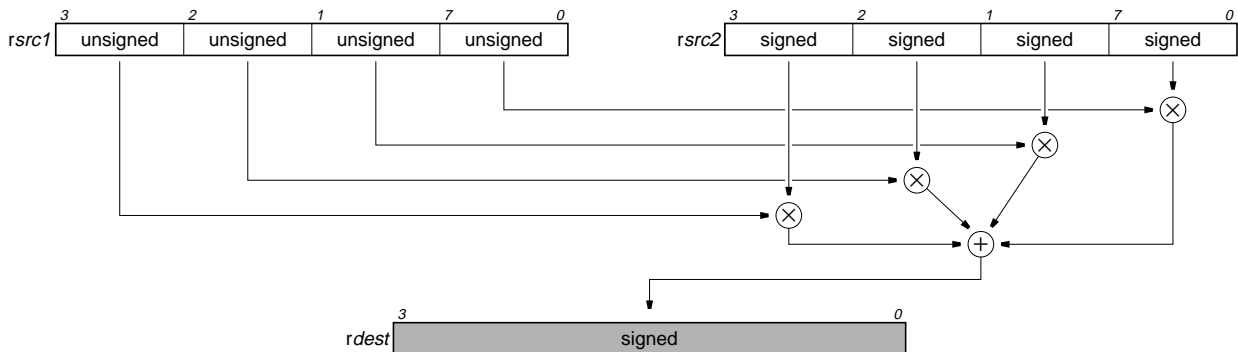 3 2 1 7 0 3 2 1 7 0
rsrc1 unsigned unsigned unsigned unsigned rsrc2 signed signed signed signed
× 
×
×
×
+
3 0
rdest signed